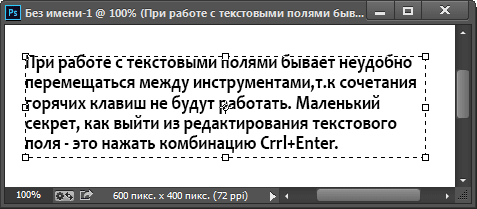 Ps Без имени-1 @ 100% (При работе с текстовыми полями быв...
При работе с текстовыми полями бывает неудобно
перемещаться между инструментами,т.к сочетания
горячих клавиш не будут работать. Маленький
секрет, как выйти из редактирования текстового
поля - это нажать комбинацию Crrl+Enter.
100% 600 пикс. x 400 пикс. (72 ppi)